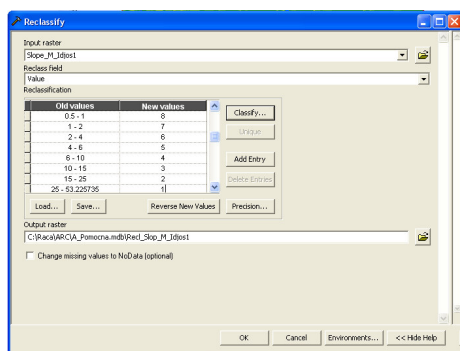 Reclassify
Input raster
Slope_M_Idjos1
Reclass field
Value
Reclassification
Old values New values
0.5 - 1 8
1 - 2 7
2 - 4 6
4 - 6 5
6 - 10 4
10 - 15 3
15 - 25 2
25 - 53.225735 1
Classify...
Unique
Add Entry
Delete Entries
Load... Save... Reverse New Values Precision...
Output raster
C:\Raca\ARC\A_Pomocna.mdb\Recl_Slop_M_Idjos1
Change missing values to NoData (optional)
OK Cancel Environments... << Hide Help